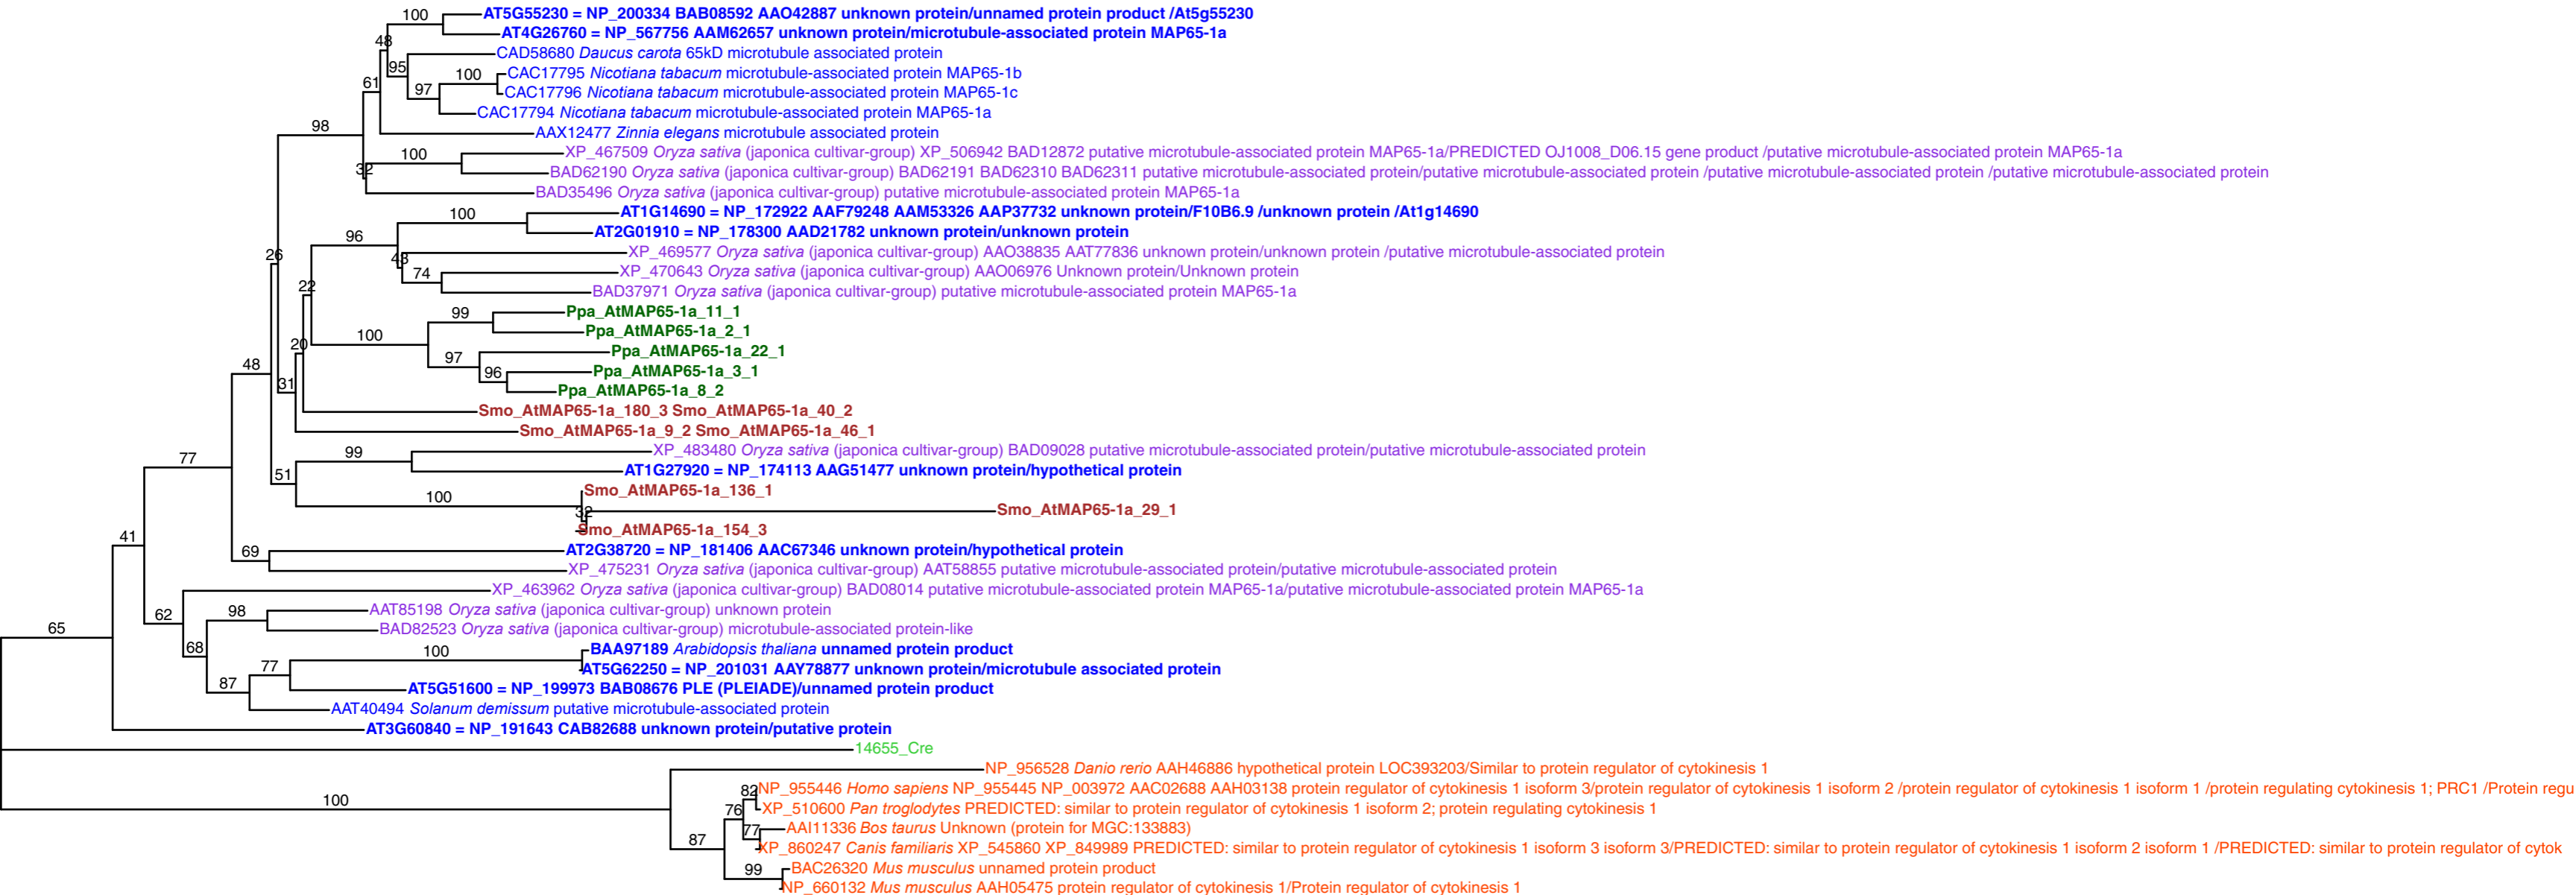 100
AT5G55230 = NP_200334 BAB08592 AAO42887 unknown protein/unnamed protein product /At5g55230
AT4G26760 = NP_567756 AAM62657 unknown protein/microtubule-associated protein MAP65-1a
48
CAD58680 Daucus carota 65kD microtubule associated protein
95
100
CAC17795 Nicotiana tabacum microtubule-associated protein MAP65-1b
61
97
CAC17796 Nicotiana tabacum microtubule-associated protein MAP65-1c
CAC17794 Nicotiana tabacum microtubule-associated protein MAP65-1a
98
AAX12477 Zinnia elegans microtubule associated protein
100
XP_467509 Oryza sativa (japonica cultivar-group) XP_506942 BAD12872 putative microtubule-associated protein MAP65-1a/PREDICTED OJ1008_D06.15 gene product /putative microtubule-associated protein MAP65-1a
32
BAD62190 Oryza sativa (japonica cultivar-group) BAD62191 BAD62310 BAD62311 putative microtubule-associated protein/putative microtubule-associated protein /putative microtubule-associated protein /putative microtubule-associated protein
BAD35496 Oryza sativa (japonica cultivar-group) putative microtubule-associated protein MAP65-1a
100
AT1G14690 = NP_172922 AAF79248 AAM53326 AAP37732 unknown protein/F10B6.9 /unknown protein /At1g14690
96
AT2G01910 = NP_178300 AAD21782 unknown protein/unknown protein
26
43
XP_469577 Oryza sativa (japonica cultivar-group) AAO38835 AAT77836 unknown protein/unknown protein /putative microtubule-associated protein
74
XP_470643 Oryza sativa (japonica cultivar-group) AAO06976 Unknown protein/Unknown protein
22
BAD37971 Oryza sativa (japonica cultivar-group) putative microtubule-associated protein MAP65-1a
99
Ppa_AtMAP65-1a_11_1
100
Ppa_AtMAP65-1a_2_1
20
97
Ppa_AtMAP65-1a_22_1
48
96
Ppa_AtMAP65-1a_3_1
31
Ppa_AtMAP65-1a_8_2
Smo_AtMAP65-1a_180_3 Smo_AtMAP65-1a_40_2
Smo_AtMAP65-1a_9_2 Smo_AtMAP65-1a_46_1
77
99
XP_483480 Oryza sativa (japonica cultivar-group) BAD09028 putative microtubule-associated protein/putative microtubule-associated protein
51
AT1G27920 = NP_174113 AAG51477 unknown protein/hypothetical protein
100
Smo_AtMAP65-1a_136_1
32
Smo_AtMAP65-1a_29_1
Smo_AtMAP65-1a_154_3
41
69
AT2G38720 = NP_181406 AAC67346 unknown protein/hypothetical protein
XP_475231 Oryza sativa (japonica cultivar-group) AAT58855 putative microtubule-associated protein/putative microtubule-associated protein
XP_463962 Oryza sativa (japonica cultivar-group) BAD08014 putative microtubule-associated protein MAP65-1a/putative microtubule-associated protein MAP65-1a
62
98
AAT85198 Oryza sativa (japonica cultivar-group) unknown protein
65
BAD82523 Oryza sativa (japonica cultivar-group) microtubule-associated protein-like
68
100
BAA97189 Arabidopsis thaliana unnamed protein product
77
AT5G62250 = NP_201031 AAY78877 unknown protein/microtubule associated protein
87
AT5G51600 = NP_199973 BAB08676 PLE (PLEIADE)/unnamed protein product
AAT40494 Solanum demissum putative microtubule-associated protein
AT3G60840 = NP_191643 CAB82688 unknown protein/putative protein
14655_Cre
NP_956528 Danio rerio AAH46886 hypothetical protein LOC393203/Similar to protein regulator of cytokinesis 1
100
82
NP_955446 Homo sapiens NP_955445 NP_003972 AAC02688 AAH03138 protein regulator of cytokinesis 1 isoform 3/protein regulator of cytokinesis 1 isoform 2 /protein regulator of cytokinesis 1 isoform 1 /protein regulating cytokinesis 1; PRC1 /Protein regu
76
XP_510600 Pan troglodytes PREDICTED: similar to protein regulator of cytokinesis 1 isoform 2; protein regulating cytokinesis 1
77
AAI11336 Bos taurus Unknown (protein for MGC:133883)
87
XP_860247 Canis familiaris XP_545860 XP_849989 PREDICTED: similar to protein regulator of cytokinesis 1 isoform 3 isoform 3/PREDICTED: similar to protein regulator of cytokinesis 1 isoform 2 isoform 1 /PREDICTED: similar to protein regulator of cytok
99
BAC26320 Mus musculus unnamed protein product
NP_660132 Mus musculus AAH05475 protein regulator of cytokinesis 1/Protein regulator of cytokinesis 1